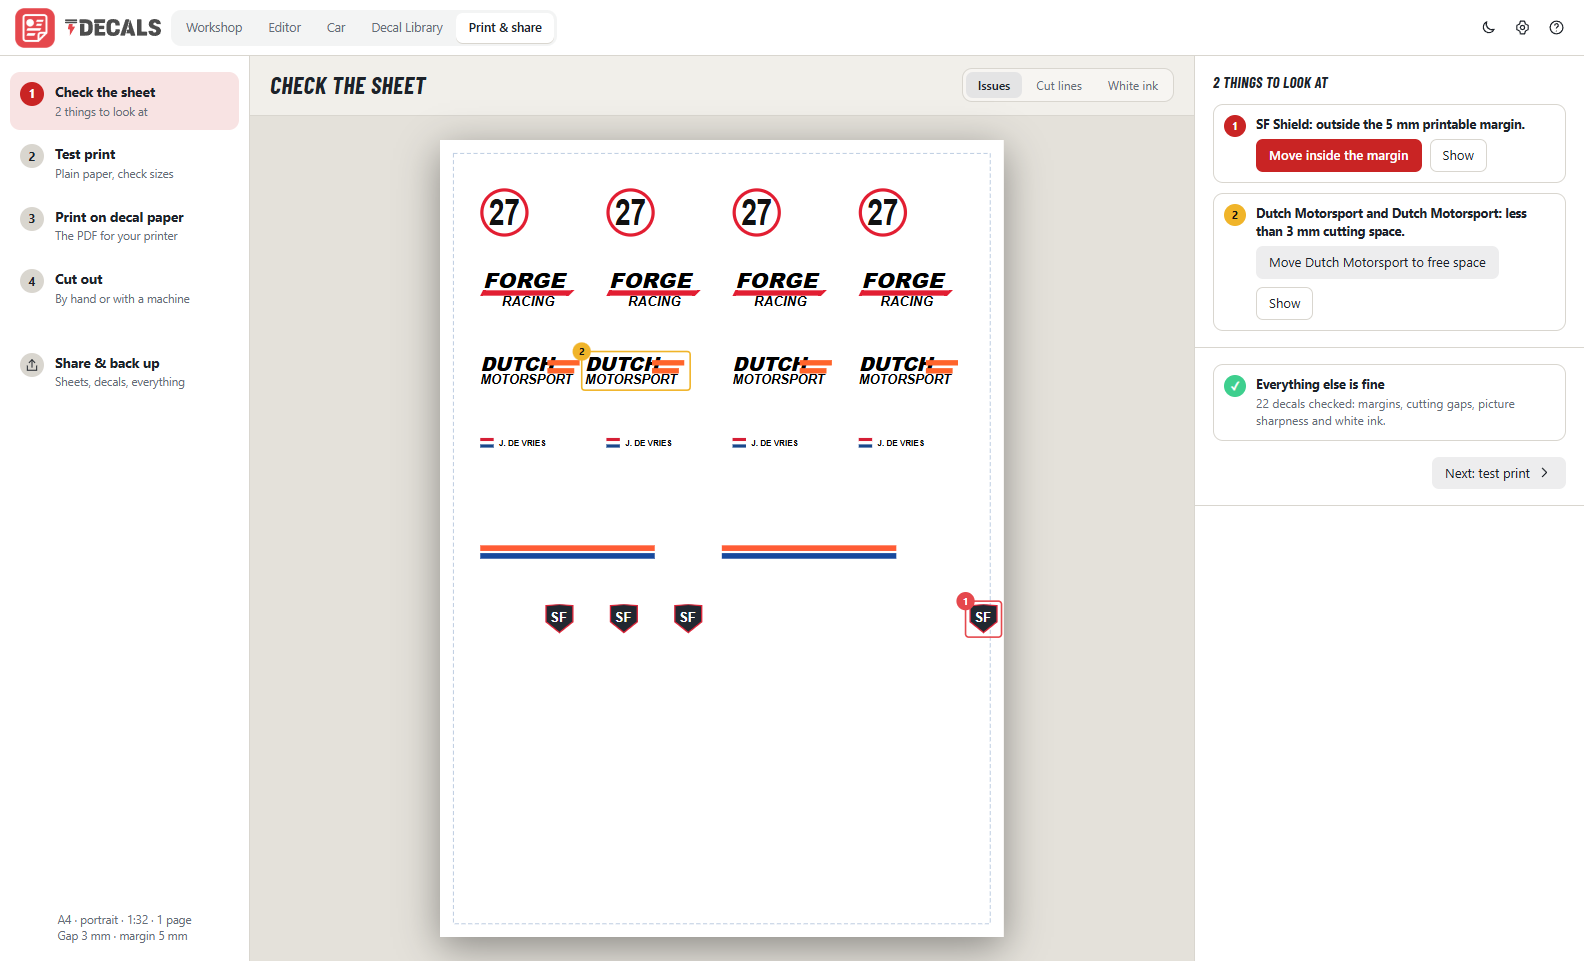 DECALS
Workshop
Editor
Car
Decal Library
Print & share
1
Check the sheet
2 things to look at
2
Test print
Plain paper, check sizes
3
Print on decal paper
The PDF for your printer
4
Cut out
By hand or with a machine
Share & back up
Sheets, decals, everything
A4 · portrait · 1:32 · 1 page
Gap 3 mm · margin 5 mm
CHECK THE SHEET
Issues
Cut lines
White ink
27
27
27
27
FORGE
RACING
FORGE
RACING
FORGE
RACING
FORGE
RACING
DUTCH
MOTORSPORT
2
DUTCH
MOTORSPORT
DUTCH
MOTORSPORT
DUTCH
MOTORSPORT
J. DE VRIES
J. DE VRIES
J. DE VRIES
J. DE VRIES
SF
SF
SF
1
SF
2 THINGS TO LOOK AT
1
SF Shield: outside the 5 mm printable margin.
Move inside the margin
Show
2
Dutch Motorsport and Dutch Motorsport: less
than 3 mm cutting space.
Move Dutch Motorsport to free space
Show
Everything else is fine
22 decals checked: margins, cutting gaps, picture
sharpness and white ink.
Next: test print